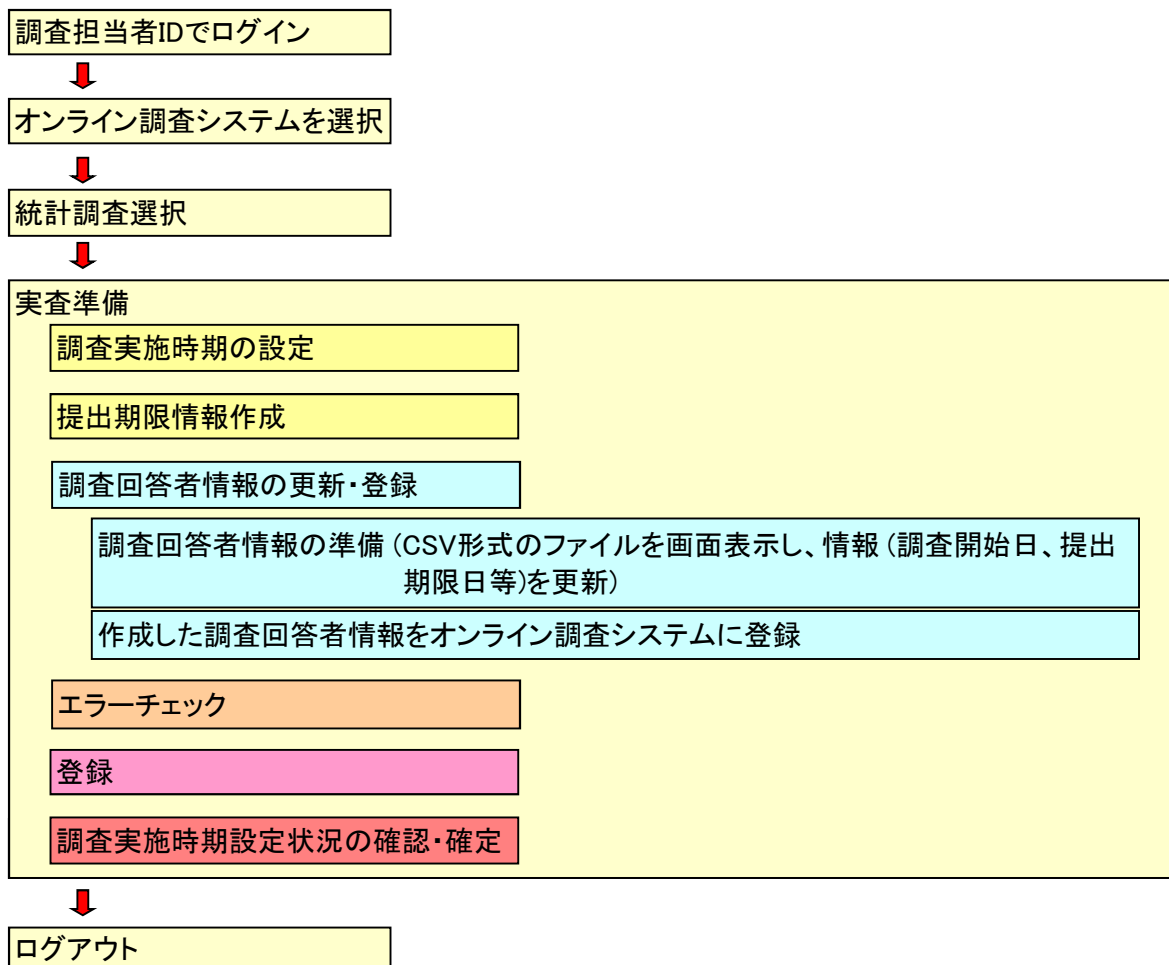 調査担当者IDでログイン
オンライン調査システムを選択
統計調査選択
実査準備
調査実施時期の設定
提出期限情報作成
調査回答者情報の更新・登録
調査回答者情報の準備(CSV形式のファイルを画面表示し、情報(調査開始日、提出
期限日等)を更新)
作成した調査回答者情報をオンライン調査システムに登録
エラーチェック
登録
調査実施時期設定状況の確認・確定
ログアウト